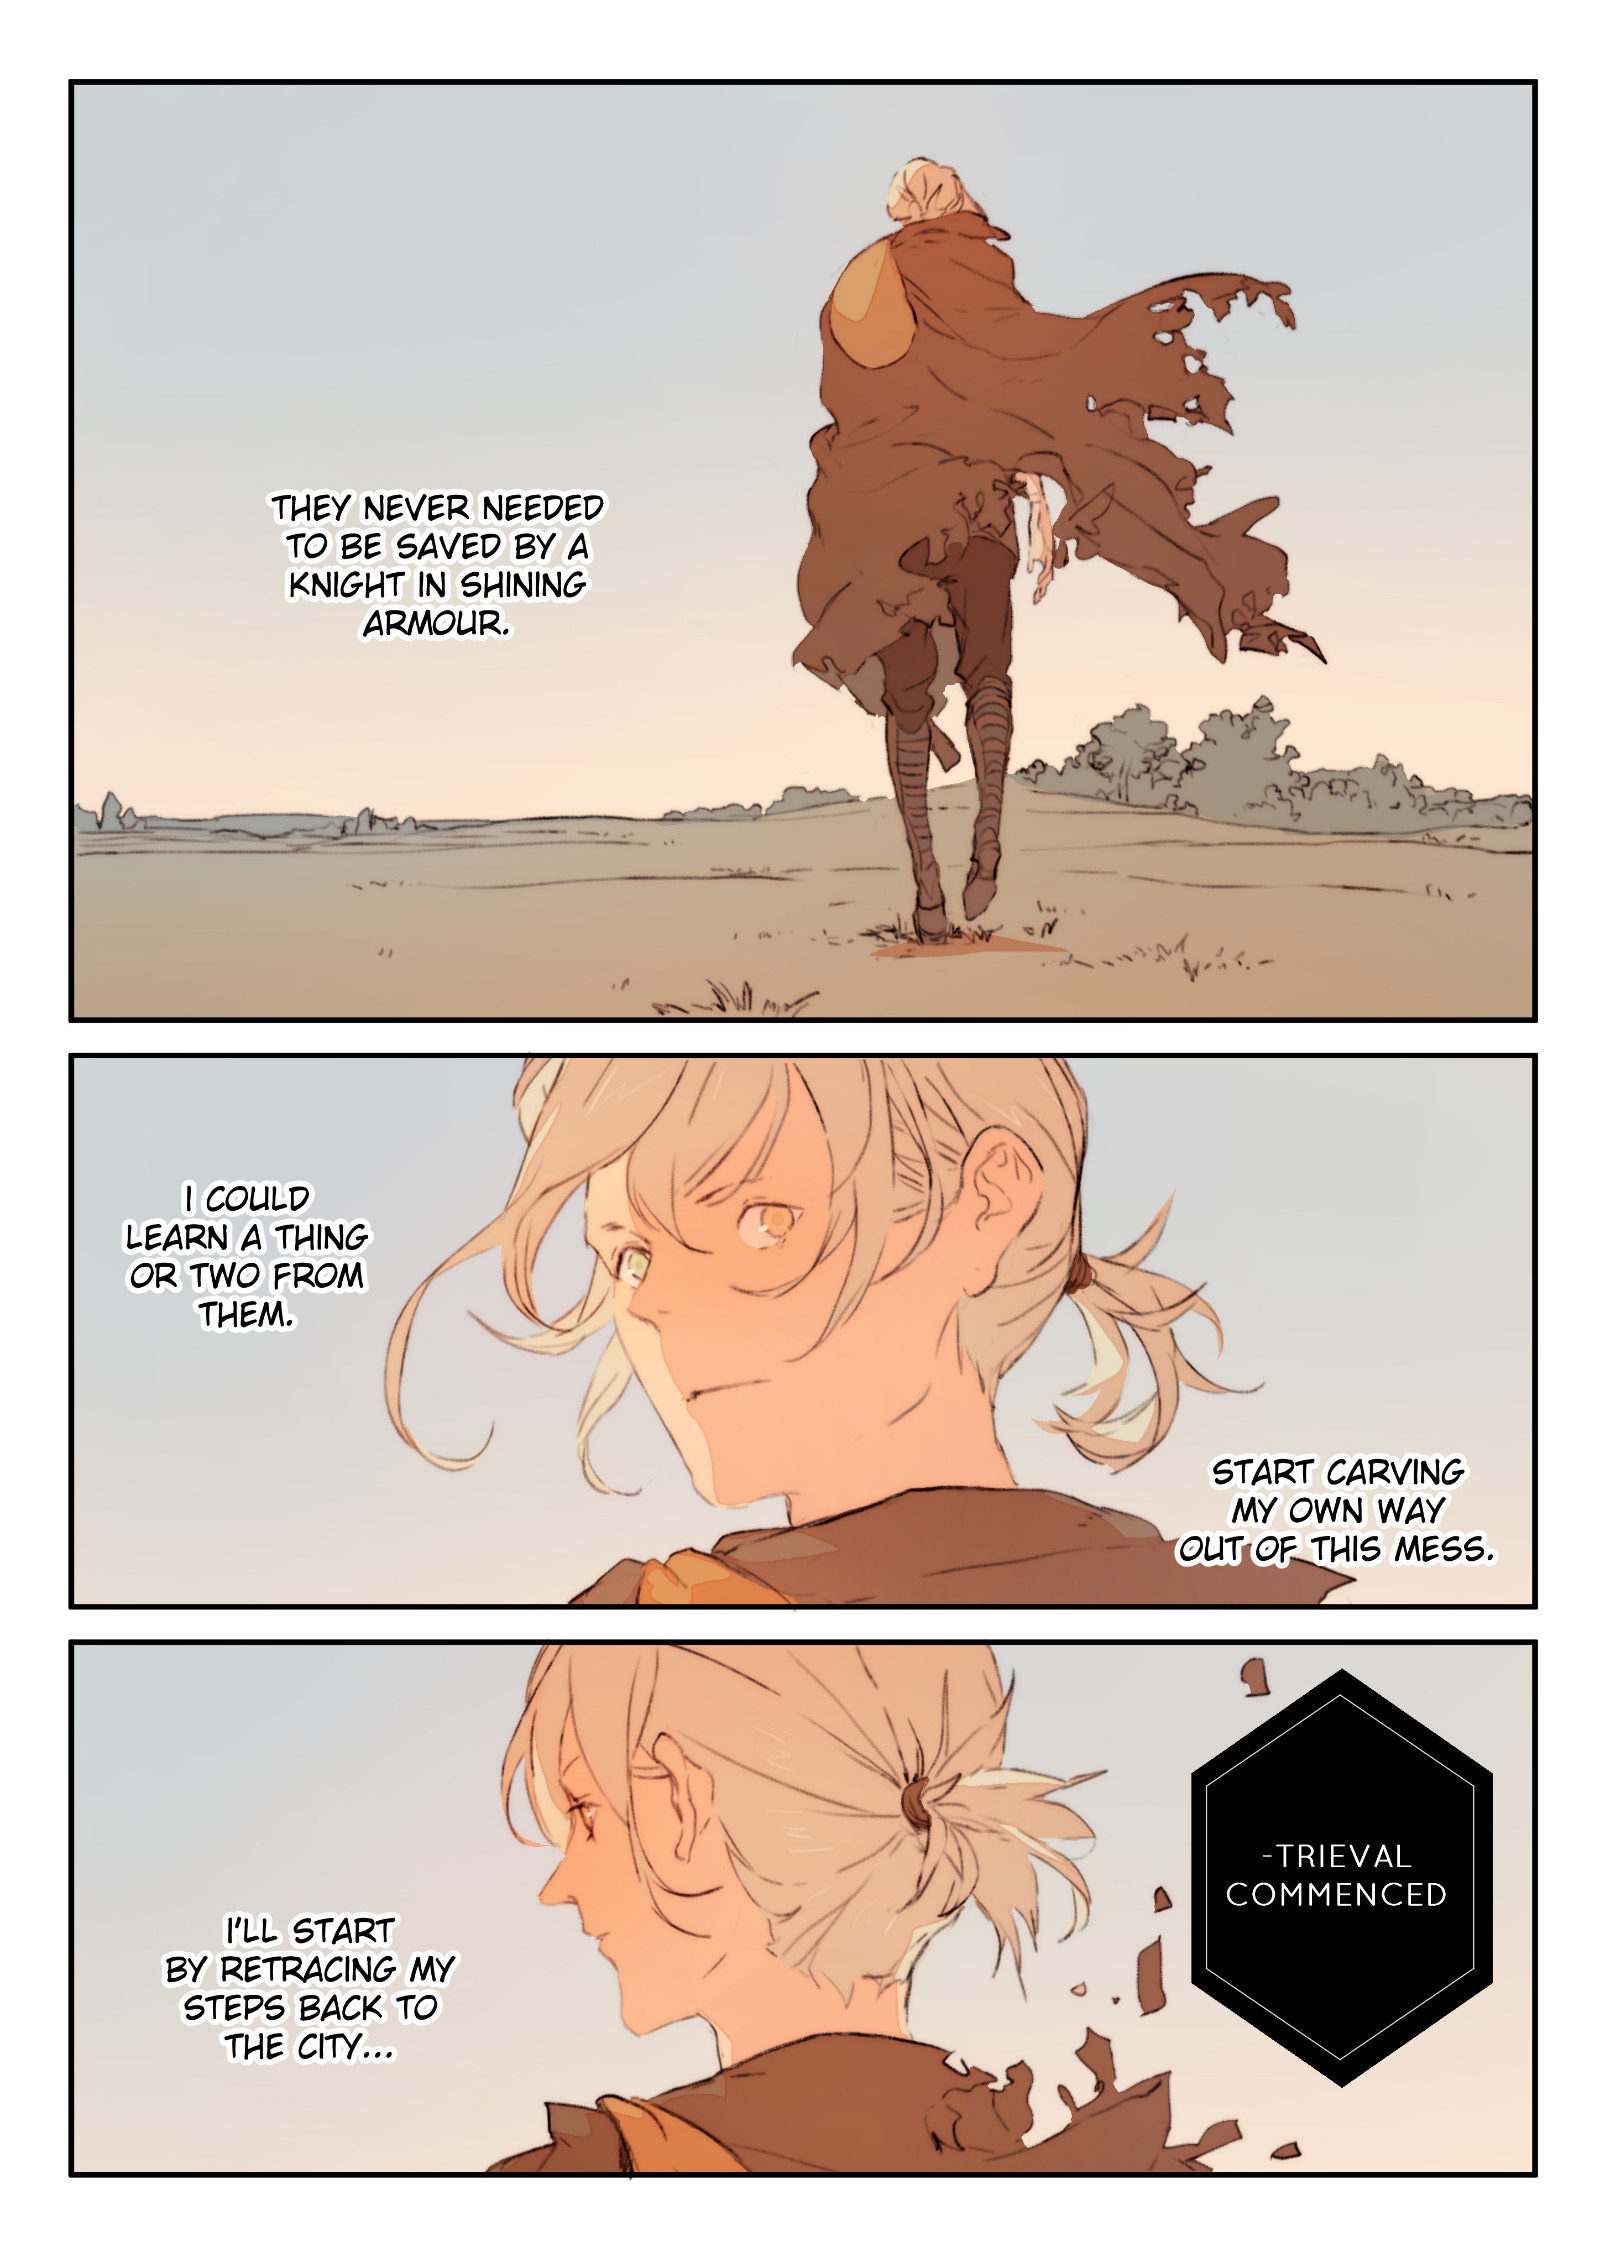 THEY NEVER NEEDED
TO BE SAVED BY A
KNIGHT IN SHINING
ARMOUR.
I COULD
LEARN A THING
OR TWO FROM
THEM.
START CARVING
MY OWN WAY
OUT OF THIS MESS.
-TRIEVAL
COMMENCED
I'LL START
BY RETRACING MY
STEPS BACK TO
THE CITY...